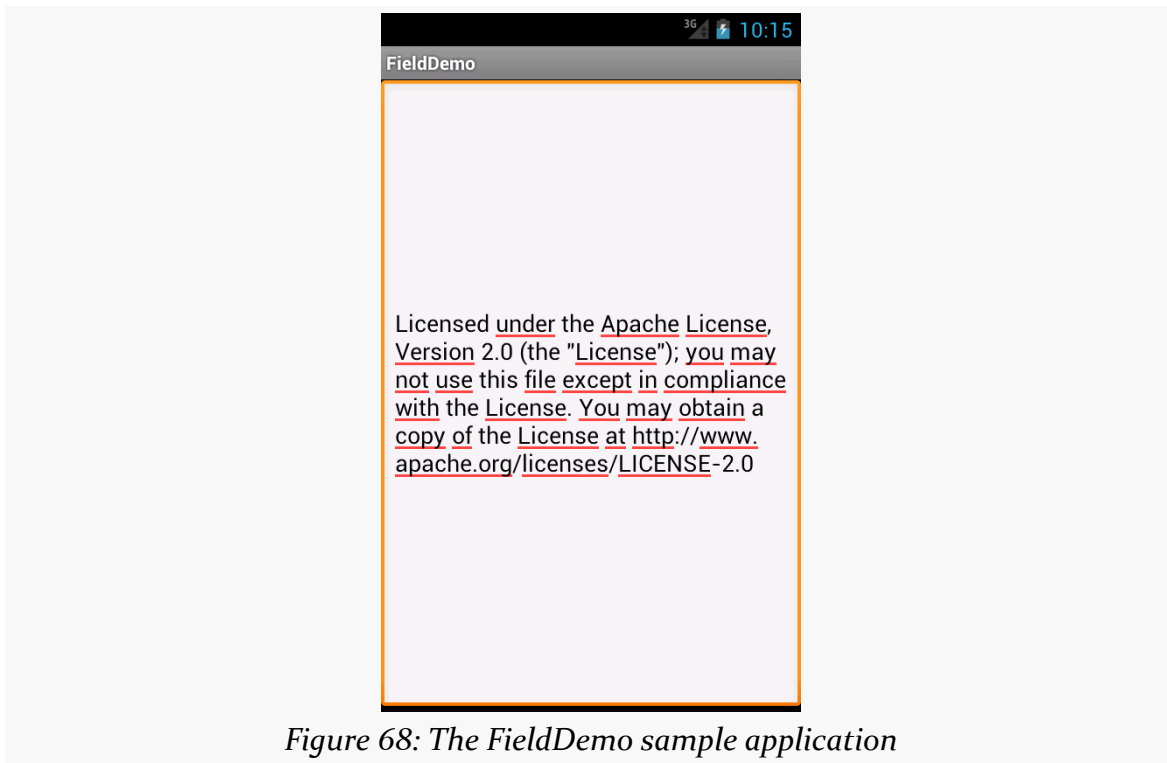 3G 10:15
FieldDemo
Licensed under the Apache License,
Version 2.0 (the "License"); you may
not use this file except in compliance
with the License. You may obtain a
copy of the License at http://www.
apache.org/licenses/LICENSE-2.0
Figure 68: The FieldDemo sample application